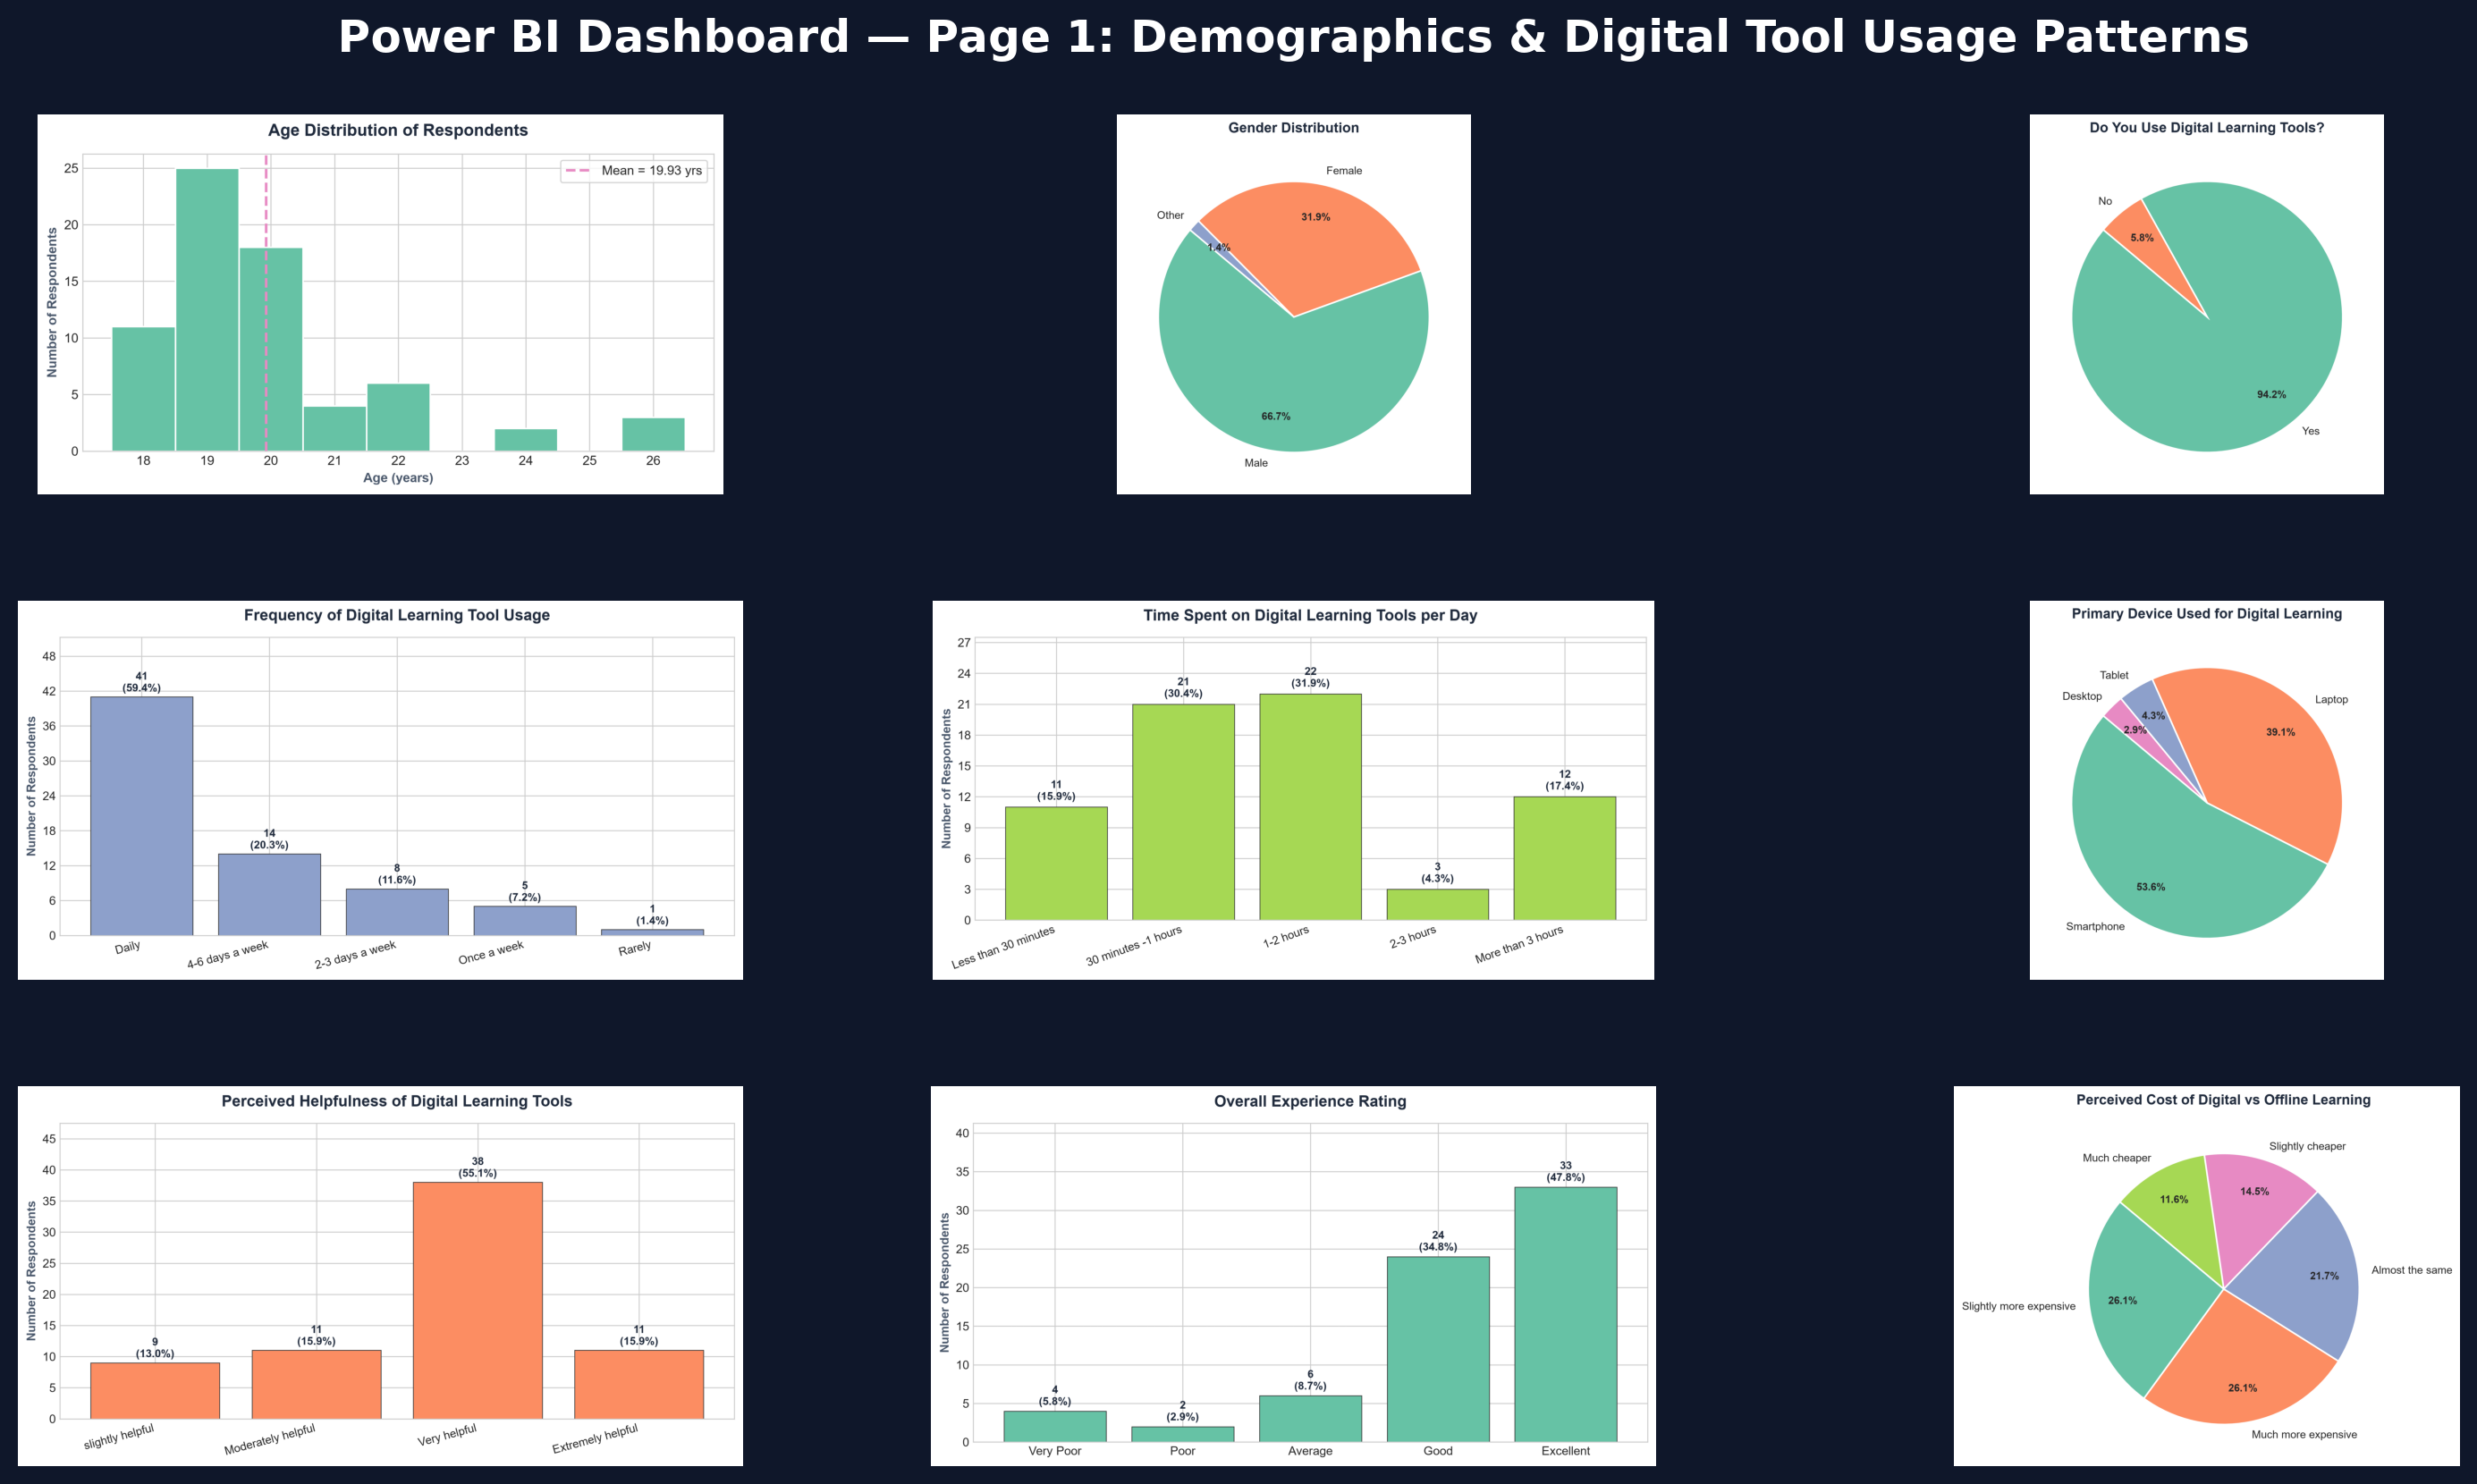 Power BI Dashboard — Page 1: Demographics & Digital Tool Usage Patterns
Age Distribution of Respondents
Mean = 19.93 yrs
Number of Respondents
25
20
15
10
5
0
18 19 20 21 22 23 24 25 26
Age (years)
Gender Distribution
Female
Other
31.9%
1.4%
66.7%
Male
Do You Use Digital Learning Tools?
No
5.8%
94.2%
Yes
Frequency of Digital Learning Tool Usage
Number of Respondents
48
42
36
30
24
18
12
6
0
41
(59.4%)
14
(20.3%)
8
(11.6%)
5
(7.2%)
1
(1.4%)
Daily
4-6 days a week
2-3 days a week
Once a week
Rarely
Time Spent on Digital Learning Tools per Day
Number of Respondents
27
24
21
18
15
12
9
6
3
0
11
(15.9%)
21
(30.4%)
22
(31.9%)
3
(4.3%)
12
(17.4%)
Less than 30 minutes
30 minutes -1 hours
1-2 hours
2-3 hours
More than 3 hours
Primary Device Used for Digital Learning
Tablet
Desktop
Laptop
4.3%
2.9%
39.1%
53.6%
Smartphone
Perceived Helpfulness of Digital Learning Tools
Number of Respondents
45
40
35
30
25
20
15
10
5
0
9
(13.0%)
11
(15.9%)
38
(55.1%)
11
(15.9%)
slightly helpful
Moderately helpful
Very helpful
Extremely helpful
Overall Experience Rating
Number of Respondents
40
35
30
25
20
15
10
5
0
4
(5.8%)
2
(2.9%)
6
(8.7%)
24
(34.8%)
33
(47.8%)
Very Poor
Poor
Average
Good
Excellent
Perceived Cost of Digital vs Offline Learning
Slightly cheaper
Much cheaper
14.5%
11.6%
Almost the same
21.7%
Slightly more expensive
26.1%
26.1%
Much more expensive